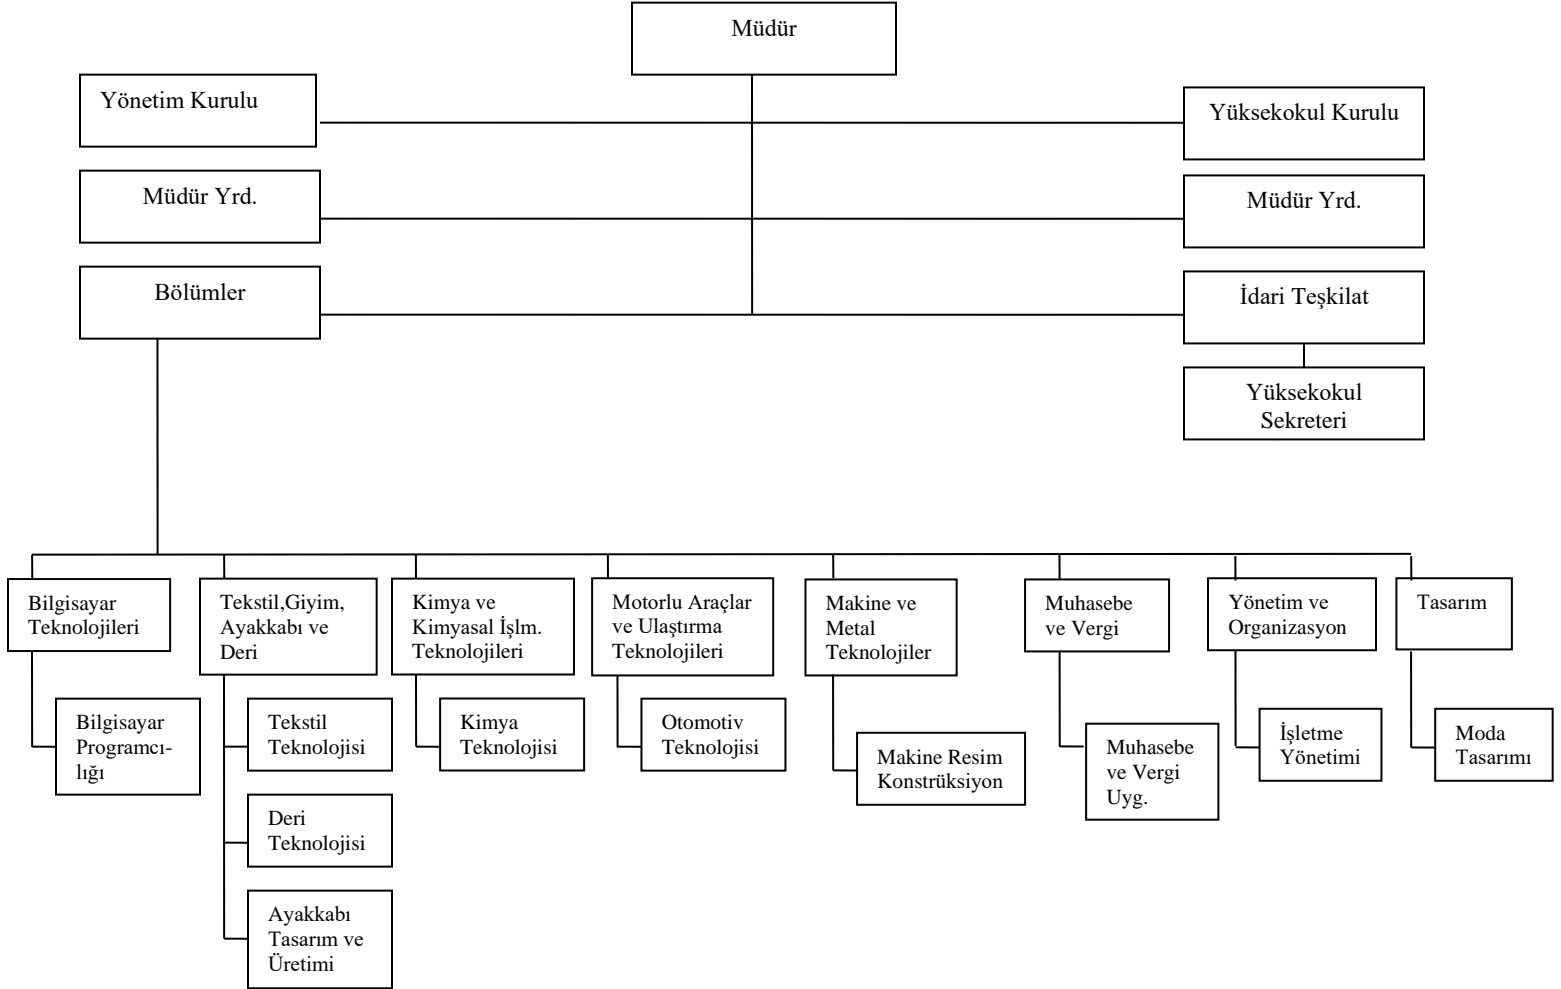 Müdür
Yönetim Kurulu
Yüksekokul Kurulu
Müdür Yrd.
Müdür Yrd.
Bölümler
İdari Teşkilat
Yüksekokul
Sekreteri
Bilgisayar
Teknolojileri
Tekstil,Giyim,
Ayakkabı ve
Deri
Kimya ve
Kimyasal İşlm.
Teknolojileri
Motorlu Araçlar
ve Ulaştırma
Teknolojileri
Makine ve
Metal
Teknolojiler
Muhasebe
ve Vergi
Yönetim ve
Organizasyon
Tasarım
Bilgisayar
Programcı-
lığı
Tekstil
Teknolojisi
Kimya
Teknolojisi
Otomotiv
Teknolojisi
Makine Resim
Konstrüksiyon
Muhasebe
ve Vergi
Uyg.
İşletme
Yönetimi
Moda
Tasarımı
Deri
Teknolojisi
Ayakkabı
Tasarım ve
Üretimi